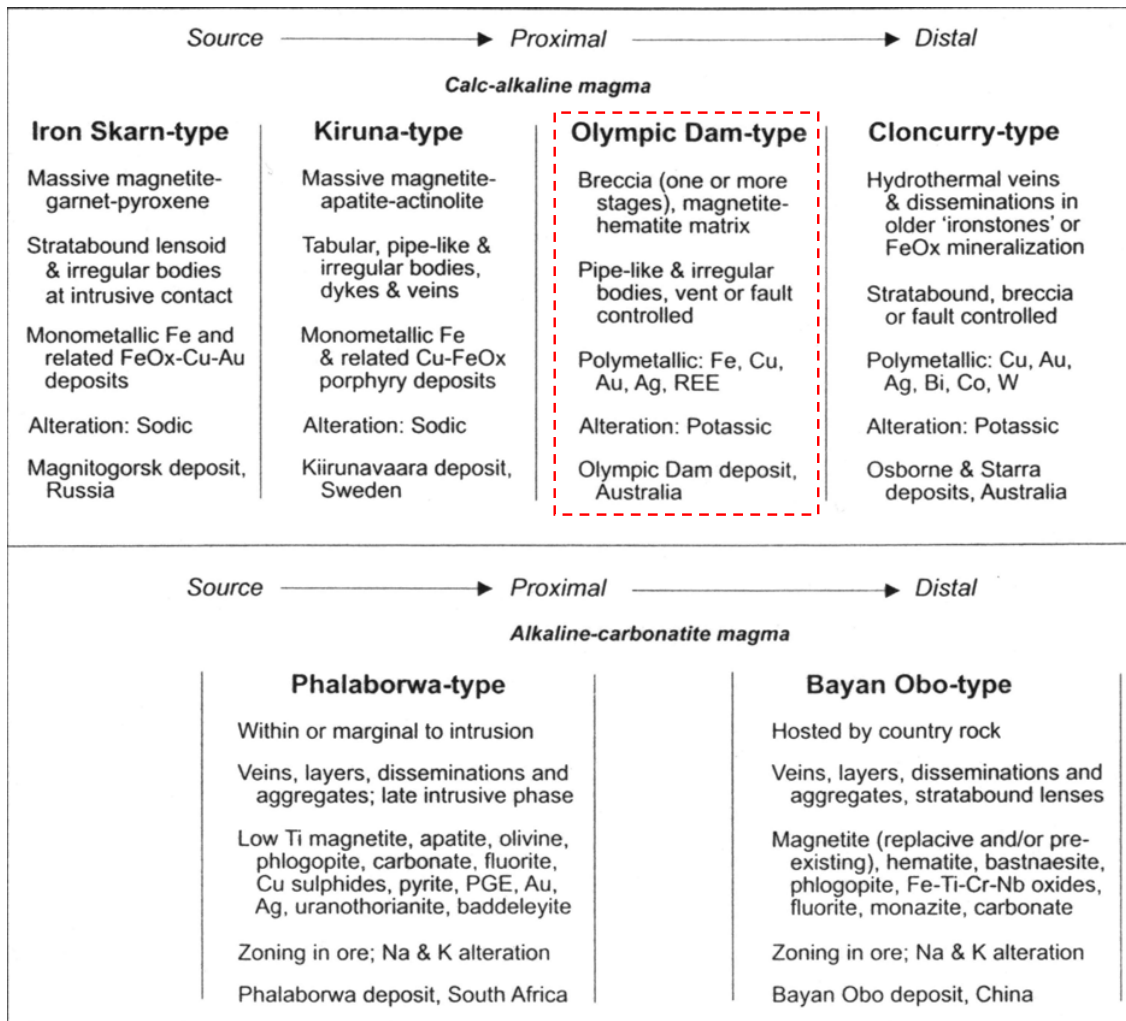 Source Proximal Distal
Calc-alkaline magma
Iron Skarn-type
Massive magnetite-
garnet-pyroxene
Stratabound lensoid
& irregular bodies
at intrusive contact
Monometallic Fe and
related FeOx-Cu-Au
deposits
Alteration: Sodic
Magnitogorsk deposit,
Russia
Kiruna-type
Massive magnetite-
apatite-actinolite
Tabular, pipe-like &
irregular bodies,
dykes & veins
Monometallic Fe
& related Cu-FeOx
porphyry deposits
Alteration: Sodic
Kiirunavaara deposit,
Sweden
Olympic Dam-type
Breccia (one or more
stages), magnetite-
hematite matrix
Pipe-like & irregular
bodies, vent or fault
controlled
Polymetallic: Fe, Cu,
Au, Ag, REE
Alteration: Potassic
Olympic Dam deposit,
Australia
Cloncurry-type
Hydrothermal veins
& disseminations in
older 'ironstones' or
FeOx mineralization
Stratabound, breccia
or fault controlled
Polymetallic: Cu, Au,
Ag, Bi, Co, W
Alteration: Potassic
Osborne & Starra
deposits, Australia
Source Proximal Distal
Alkaline-carbonatite magma
Phalaborwa-type
Within or marginal to intrusion
Veins, layers, disseminations and
aggregates; late intrusive phase
Low Ti magnetite, apatite, olivine,
phlogopite, carbonate, fluorite,
Cu sulphides, pyrite, PGE, Au,
Ag, uranothorianite, baddeleyite
Zoning in ore; Na & K alteration
Phalaborwa deposit, South Africa
Bayan Obo-type
Hosted by country rock
Veins, layers, disseminations and
aggregates, stratabound lenses
Magnetite (replacive and/or pre-
existing), hematite, bastnaesite,
phlogopite, Fe-Ti-Cr-Nb oxides,
fluorite, monazite, carbonate
Zoning in ore; Na & K alteration
Bayan Obo deposit, China